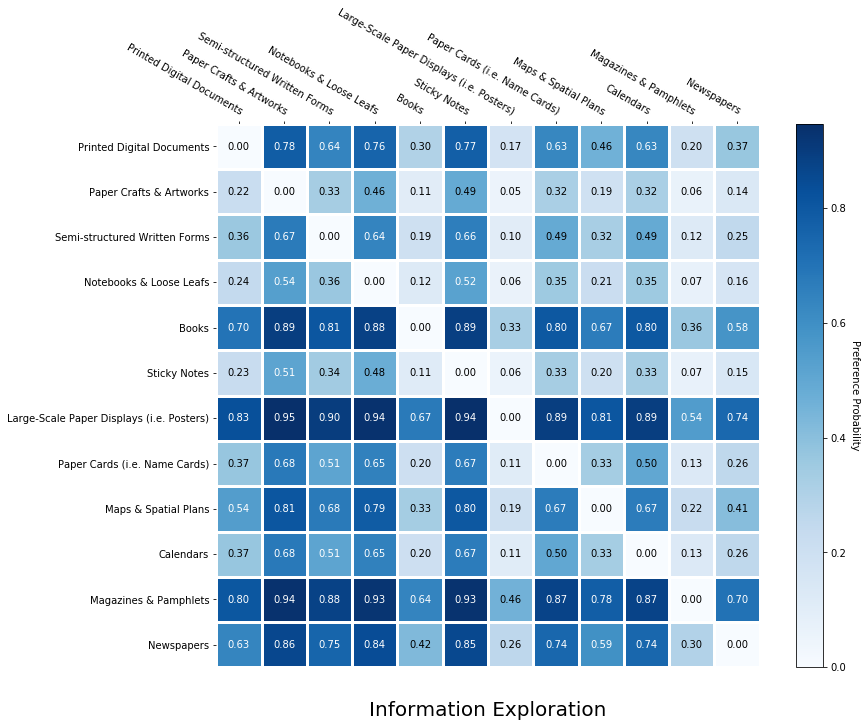 Printed Digital Documents
Paper Crafts & Artworks
Semi-structured Written Forms
Notebooks & Loose Leafs
Books
Sticky Notes
Large-Scale Paper Displays (i.e. Posters)
Paper Cards (i.e. Name Cards)
Maps & Spatial Plans
Calendars
Magazines & Pamphlets
Newspapers
Printed Digital Documents 0.00 0.78 0.64 0.76 0.30 0.77 0.17 0.63 0.46 0.63 0.20 0.37
Paper Crafts & Artworks 0.22 0.00 0.33 0.46 0.11 0.49 0.05 0.32 0.19 0.32 0.06 0.14
Semi-structured Written Forms 0.36 0.67 0.00 0.64 0.19 0.66 0.10 0.49 0.32 0.49 0.12 0.25
Notebooks & Loose Leafs 0.24 0.54 0.36 0.00 0.12 0.52 0.06 0.35 0.21 0.35 0.07 0.16
Books 0.70 0.89 0.81 0.88 0.00 0.89 0.33 0.80 0.67 0.80 0.36 0.58
Sticky Notes 0.23 0.51 0.34 0.48 0.11 0.00 0.06 0.33 0.20 0.33 0.07 0.15
Large-Scale Paper Displays (i.e. Posters) 0.83 0.95 0.90 0.94 0.67 0.94 0.00 0.89 0.81 0.89 0.54 0.74
Paper Cards (i.e. Name Cards) 0.37 0.68 0.51 0.65 0.20 0.67 0.11 0.00 0.33 0.50 0.13 0.26
Maps & Spatial Plans 0.54 0.81 0.68 0.79 0.33 0.80 0.19 0.67 0.00 0.67 0.22 0.41
Calendars 0.37 0.68 0.51 0.65 0.20 0.67 0.11 0.50 0.33 0.00 0.13 0.26
Magazines & Pamphlets 0.80 0.94 0.88 0.93 0.64 0.93 0.46 0.87 0.78 0.87 0.00 0.70
Newspapers 0.63 0.86 0.75 0.84 0.42 0.85 0.26 0.74 0.59 0.74 0.30 0.00
0.8
0.6
0.4
0.2
0.0
Preference Probability
Information Exploration